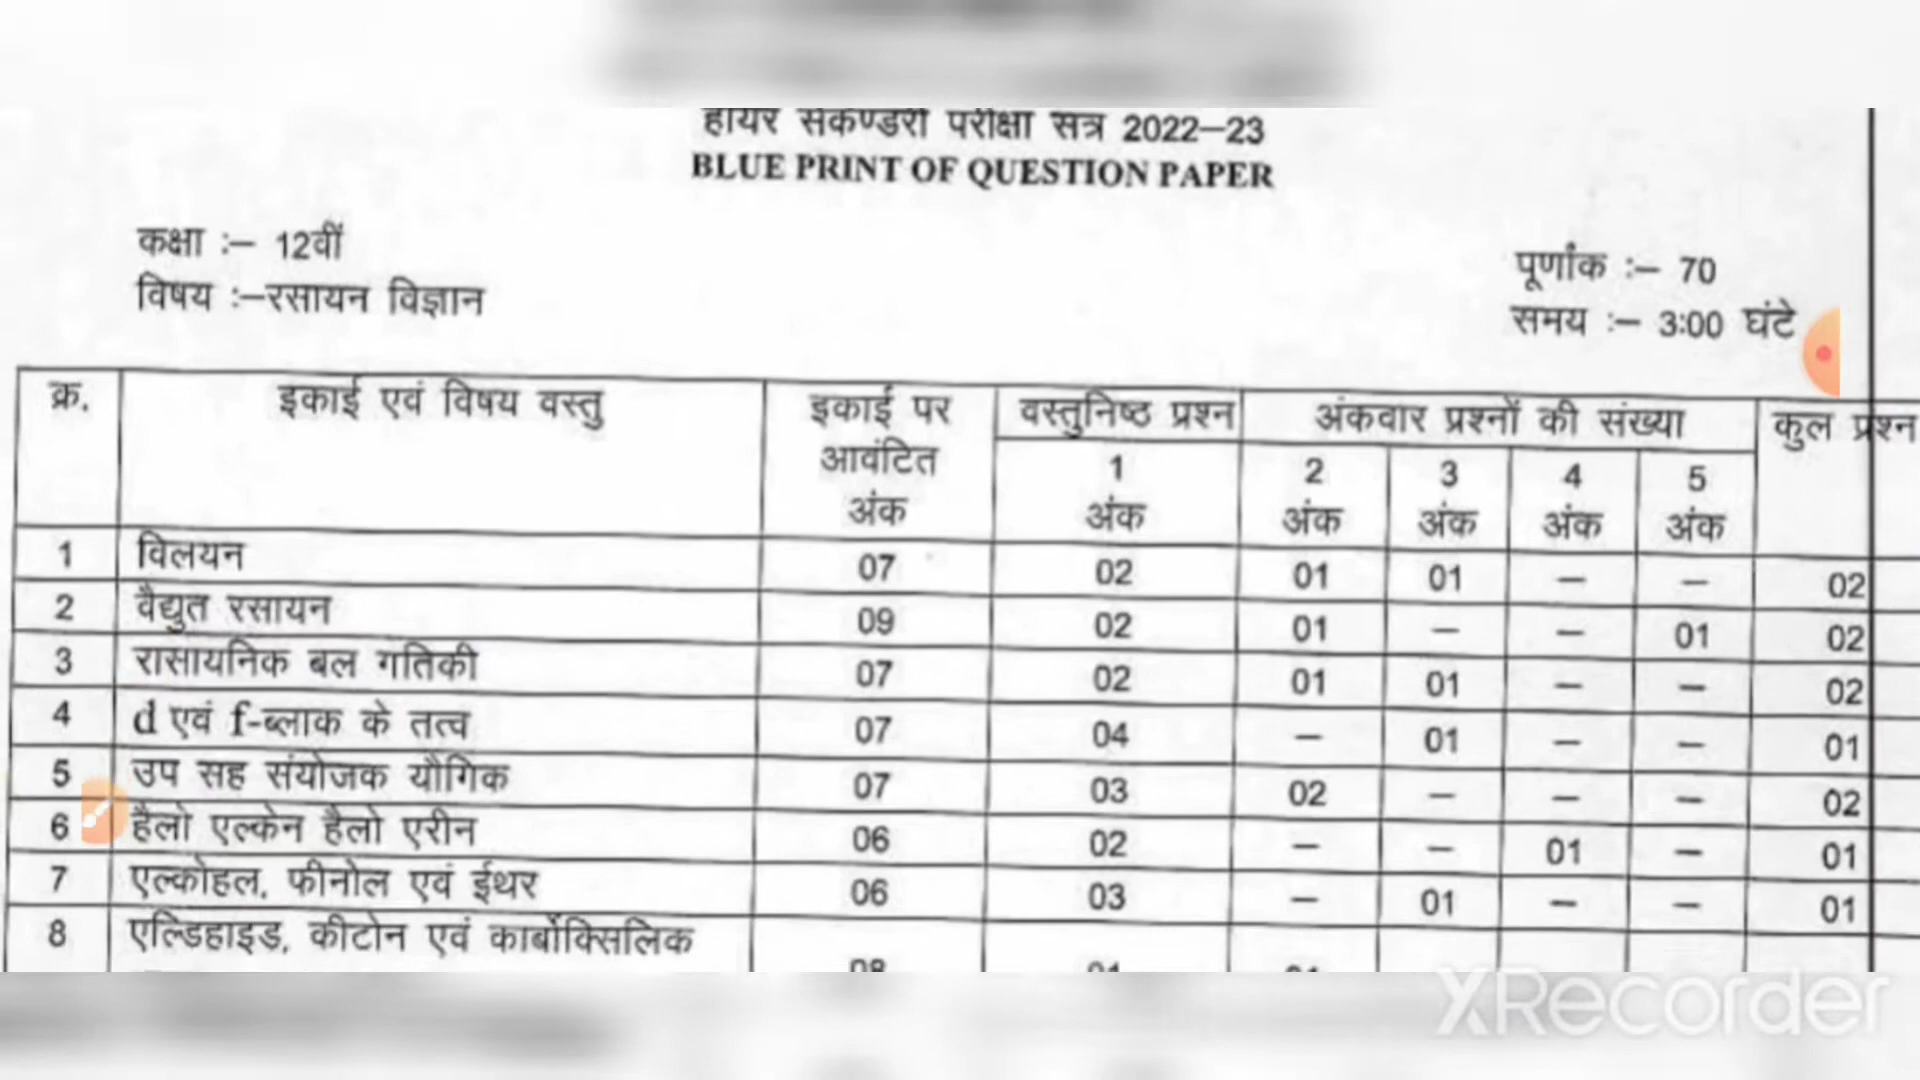 हायर सेकेण्डरी परीक्षा सत्र 2022–23
BLUE PRINT OF QUESTION PAPER
कक्षा :– 12वीं
विषय :–रसायन विज्ञान
पूर्णांक :– 70
समय :– 3:00 घंटे
क्र. इकाई एवं विषय वस्तु इकाई पर आवंटित अंक वस्तुनिष्ठ प्रश्न अंकवार प्रश्नों की संख्या कुल प्रश्न
1 अंक 2 अंक 3 अंक 4 अंक 5 अंक
1 विलयन 07 02 01 01 – – 02
2 वैद्युत रसायन 09 02 01 – – 01 02
3 रासायनिक बल गतिकी 07 02 01 01 – – 02
4 d एवं f-ब्लाक के तत्व 07 04 – 01 – – 01
5 उप सह संयोजक यौगिक 07 03 02 – – – 02
6 हैलो एल्केन हैलो एरीन 06 02 – – 01 – 01
7 एल्कोहल, फीनोल एवं ईथर 06 03 – 01 – – 01
8 एल्डिहाइड, कीटोन एवं कार्बोक्सिलिक
XRecorder